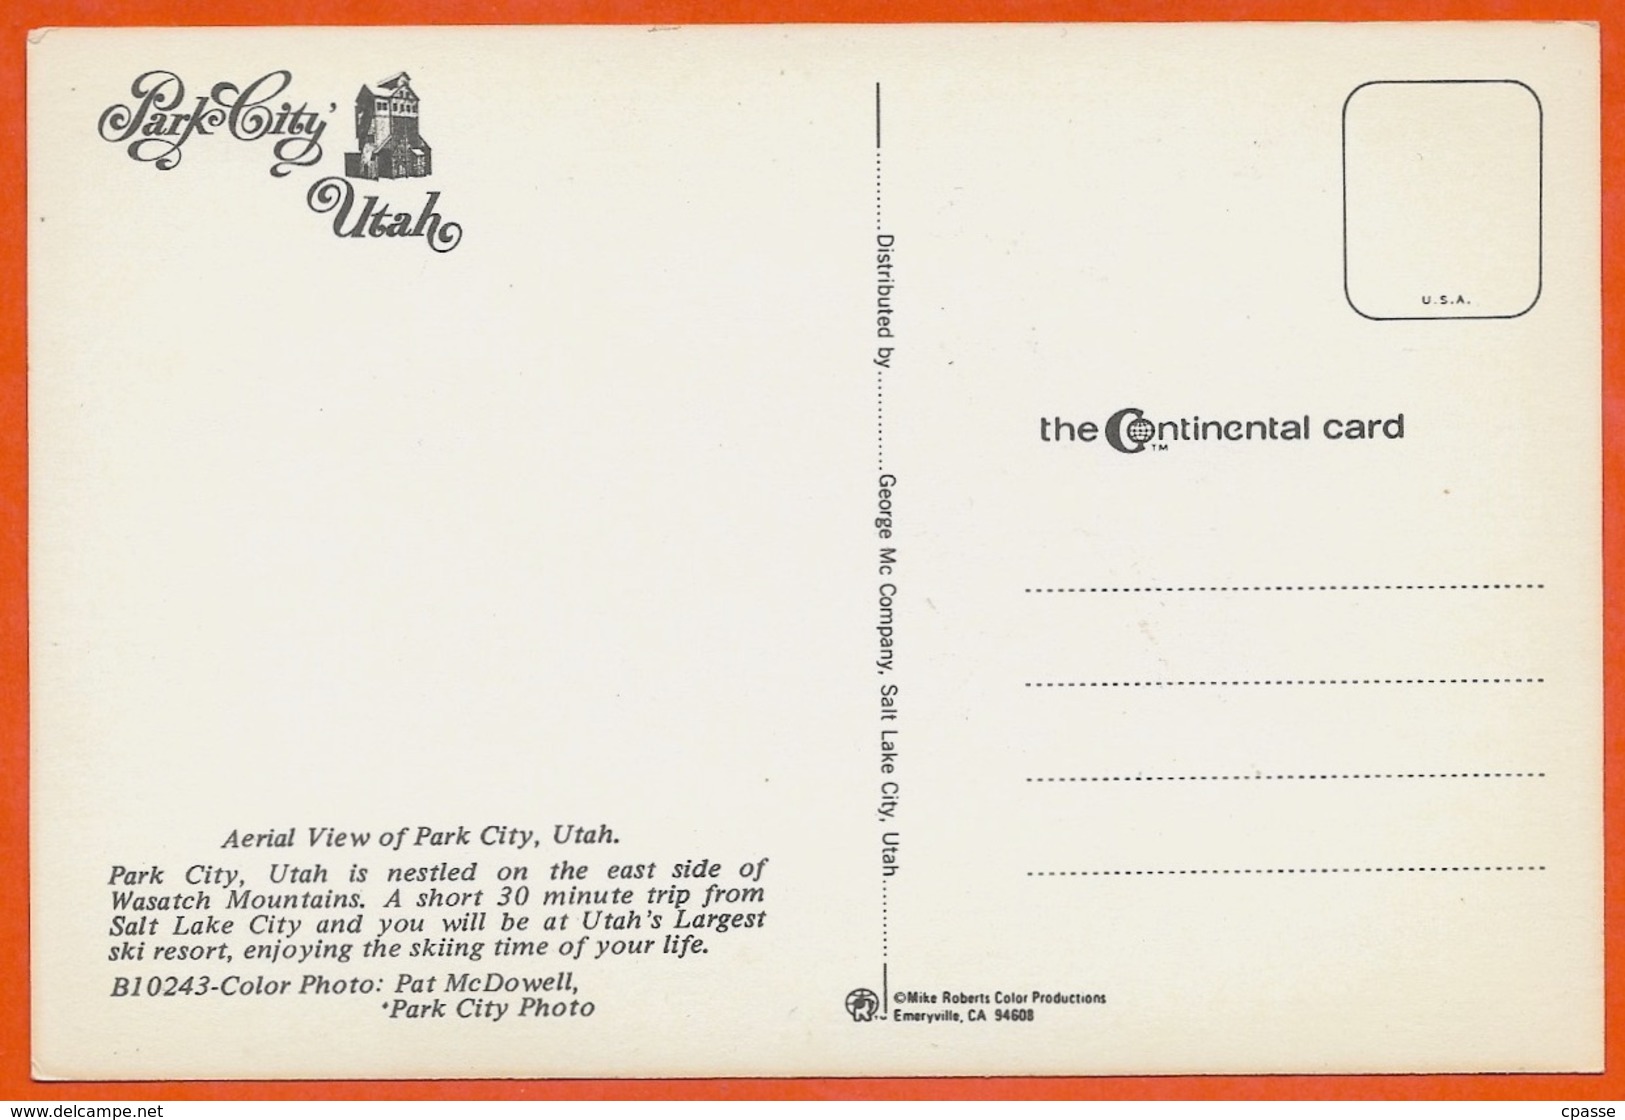 Park City
Utah
U.S.A.
the Continental card
TM
Distributed by.............George Mc Company, Salt Lake City, Utah
Aerial View of Park City, Utah.
Park City, Utah is nestled on the east side of
Wasatch Mountains. A short 30 minute trip from
Salt Lake City and you will be at Utah's Largest
ski resort, enjoying the skiing time of your life.
B10243-Color Photo: Pat McDowell,
Park City Photo
©Mike Roberts Color Productions
Emeryville, CA 94608
www.delcampe.net
cpasse